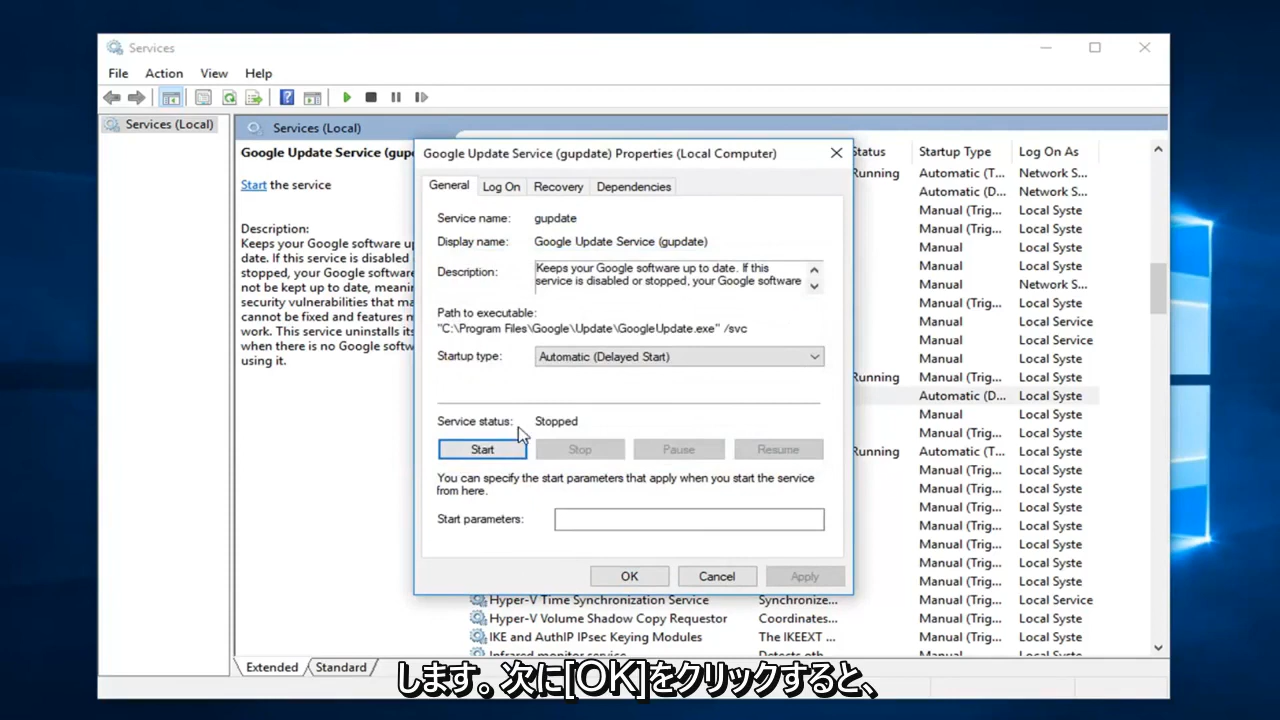 Services
File Action View Help
Services (Local)
Services (Local)
Google Update Service (gup
Start the service
Description:
Keeps your Google software up
date. If this service is disabled
stopped, your Google software
not be kept up to date, meani
security vulnerabilities that ma
cannot be fixed and features m
work. This service uninstalls its
when there is no Google softw
using it.
Google Update Service (gupdate) Properties (Local Computer)
General Log On Recovery Dependencies
Service name: gupdate
Display name: Google Update Service (gupdate)
Description: Keeps your Google software up to date. If this
service is disabled or stopped, your Google software
Path to executable:
"C:\Program Files\Google\Update\GoogleUpdate.exe" /svc
Startup type: Automatic (Delayed Start)
Service status: Stopped
Start Stop Pause Resume
You can specify the start parameters that apply when you start the service
from here.
Start parameters:
OK Cancel Apply
Status Startup Type Log On As
Running Automatic (T... Network S...
Automatic (D... Local Syste
Manual (Trig... Local Syste
Manual (Trig... Local Syste
Manual Local Syste
Manual Local Syste
Manual Network S...
Manual (Trig... Local Syste
Manual Local Service
Manual Local Service
Manual Local Syste
Running Manual (Trig... Local Syste
Automatic (D... Local Syste
Manual Local Syste
Manual (Trig... Local Syste
Running Automatic (T... Local Syste
Manual (Trig... Local Syste
Manual (Trig... Local Syste
Manual (Trig... Local Syste
Manual (Trig... Local Syste
Manual (Trig... Local Syste
Manual (Trig... Local Syste
Manual (Trig... Local Syste
Hyper-V Time Synchronization Service Synchronize... Manual (Trig... Local Service
Hyper-V Volume Shadow Copy Requestor Coordinates... Manual (Trig... Local Syste
IKE and AuthIP IPsec Keying Modules The IKEEXT ... Manual (Trig... Local Syste
Infrared monitor service Detects oth... Manual Local Syste
Extended Standard
します。次に[OK]をクリックすると、